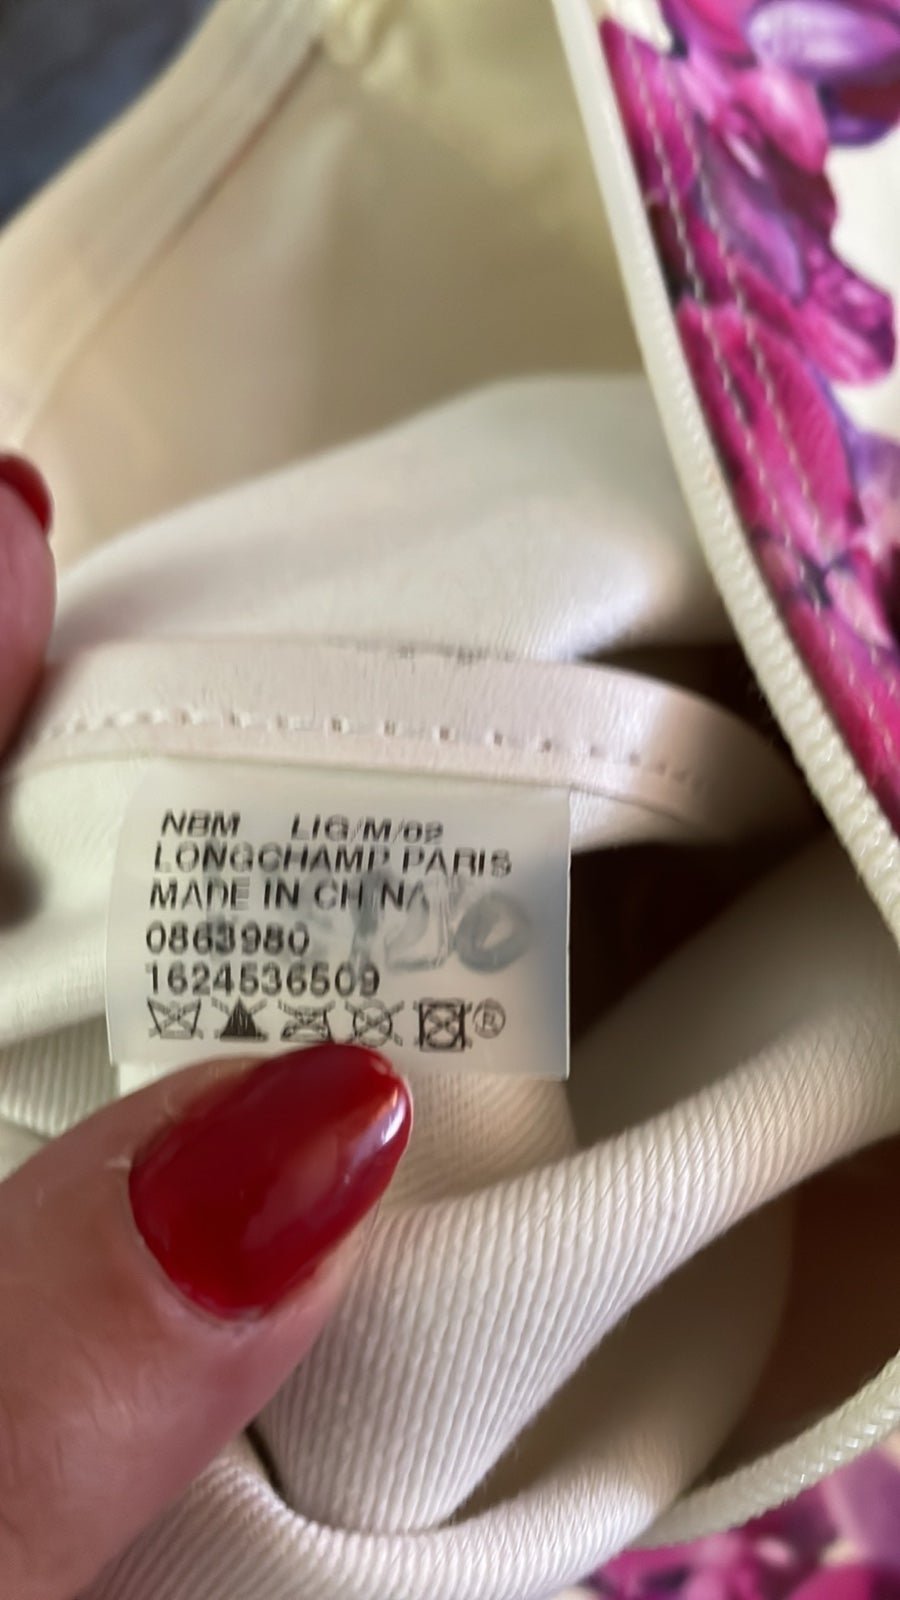 NBM LIG/M/02
LONGCHAMP PARIS
MADE IN CHINA
0863980
1624536509
®